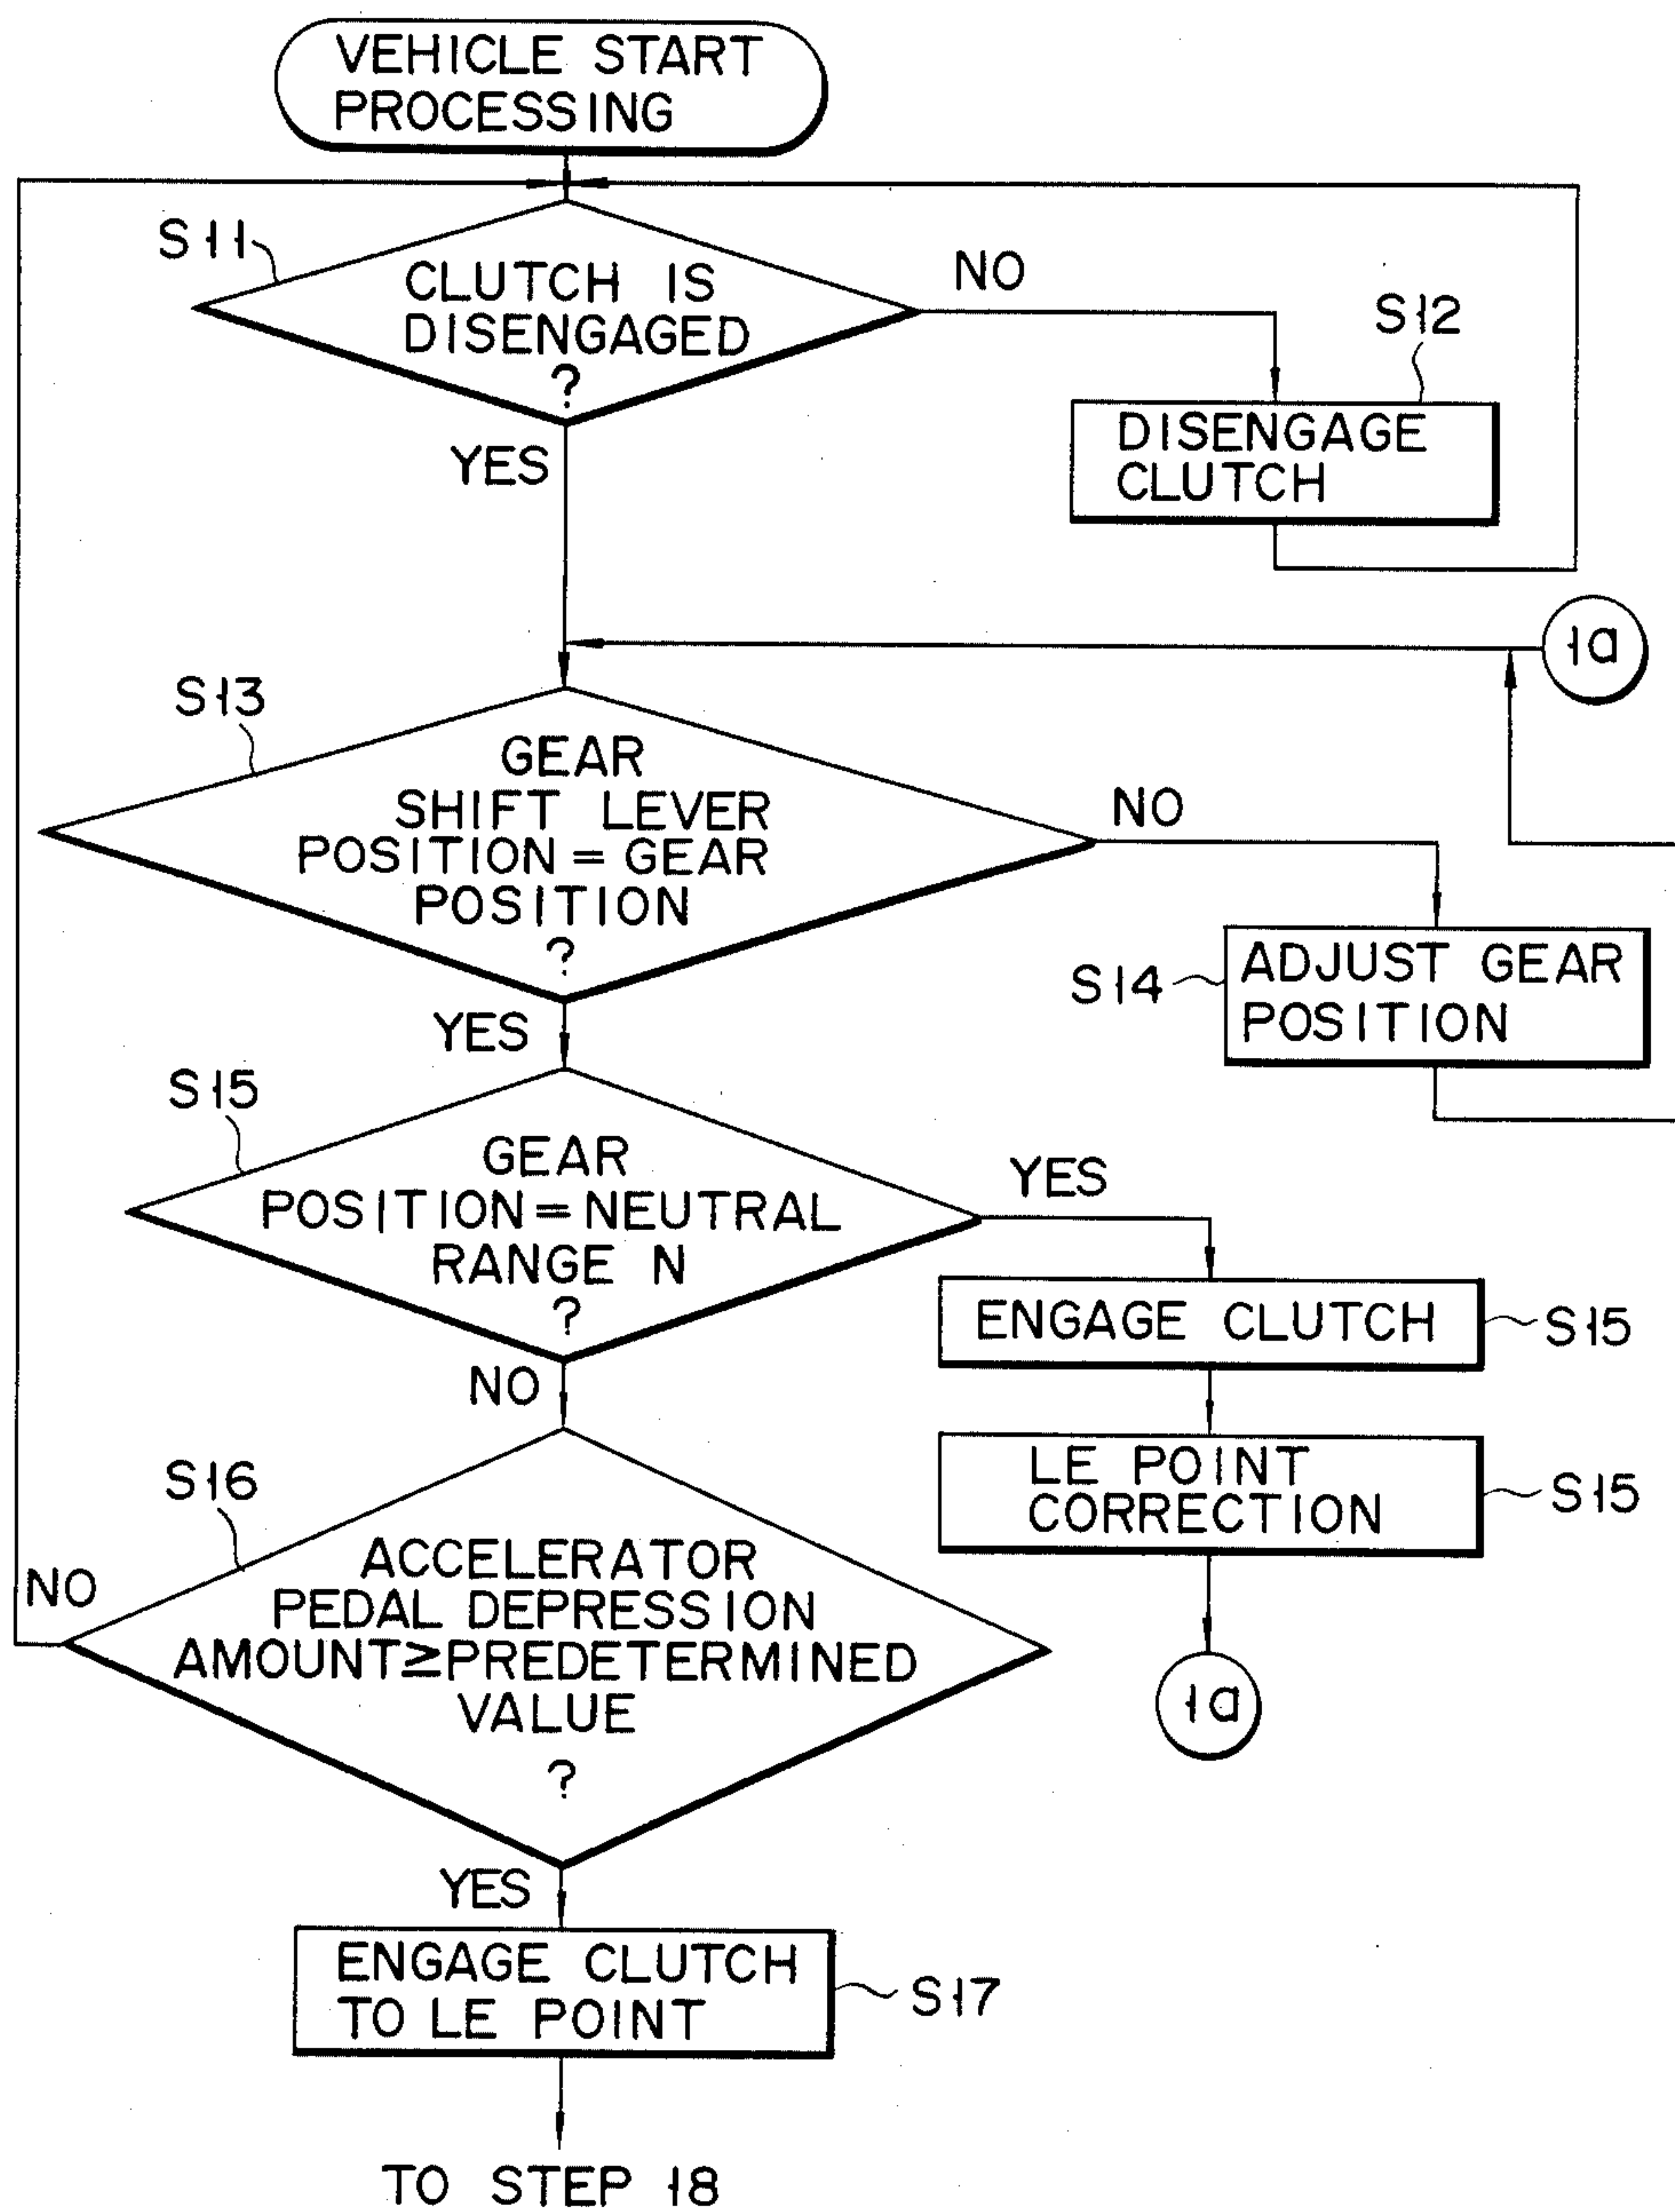 VEHICLE START
PROCESSING
S11
CLUTCH IS
DISENGAGED
?
NO
S12
DISENGAGE
CLUTCH
YES
1a
S13
GEAR
SHIFT LEVER
POSITION = GEAR
POSITION
?
NO
S14
ADJUST GEAR
POSITION
YES
S15
GEAR
POSITION = NEUTRAL
RANGE N
?
YES
ENGAGE CLUTCH
S15
NO
LE POINT
CORRECTION
S15
S16
ACCELERATOR
PEDAL DEPRESSION
AMOUNT≥PREDETERMINED
VALUE
?
NO
1a
YES
ENGAGE CLUTCH
TO LE POINT
S17
TO STEP 18